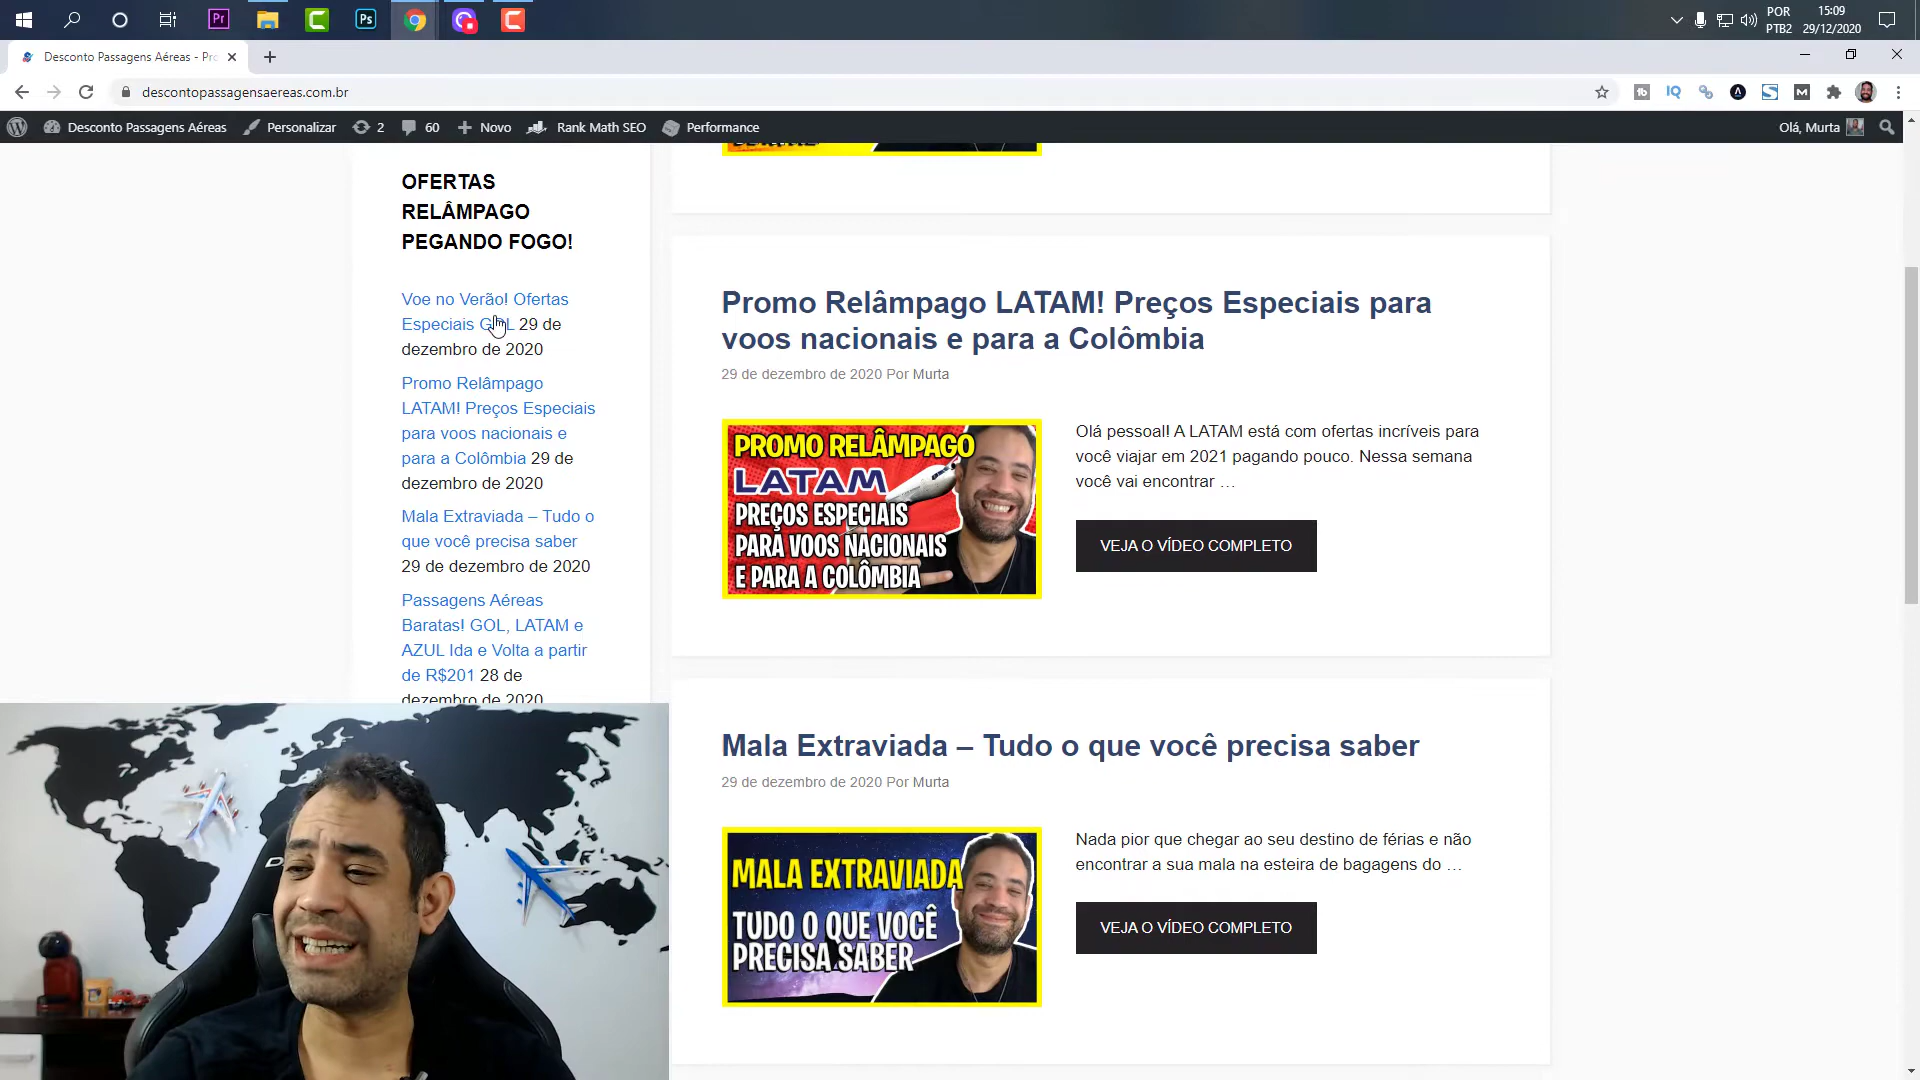 Pr
Ps
POR
PTB2
15:09
29/12/2020
Desconto Passagens Aéreas - Pro
descontopassagensaereas.com.br
IQ
Desconto Passagens Aéreas
Personalizar
2
60
Novo
Rank Math SEO
Performance
Olá, Murta
OFERTAS
RELÂMPAGO
PEGANDO FOGO!
Voe no Verão! Ofertas
Especiais GOL 29 de
dezembro de 2020
Promo Relâmpago
LATAM! Preços Especiais
para voos nacionais e
para a Colômbia 29 de
dezembro de 2020
Mala Extraviada – Tudo o
que você precisa saber
29 de dezembro de 2020
Passagens Aéreas
Baratas! GOL, LATAM e
AZUL Ida e Volta a partir
de R$201 28 de
dezembro de 2020
Promo Relâmpago LATAM! Preços Especiais para
voos nacionais e para a Colômbia
29 de dezembro de 2020 Por Murta
PROMO RELÂMPAGO
LATAM
PREÇOS ESPECIAIS
PARA VOOS NACIONAIS
E PARA A COLÔMBIA
Olá pessoal! A LATAM está com ofertas incríveis para
você viajar em 2021 pagando pouco. Nessa semana
você vai encontrar …
VEJA O VÍDEO COMPLETO
Mala Extraviada – Tudo o que você precisa saber
29 de dezembro de 2020 Por Murta
MALA EXTRAVIADA
TUDO O QUE VOCÊ
PRECISA SABER
Nada pior que chegar ao seu destino de férias e não
encontrar a sua mala na esteira de bagagens do …
VEJA O VÍDEO COMPLETO